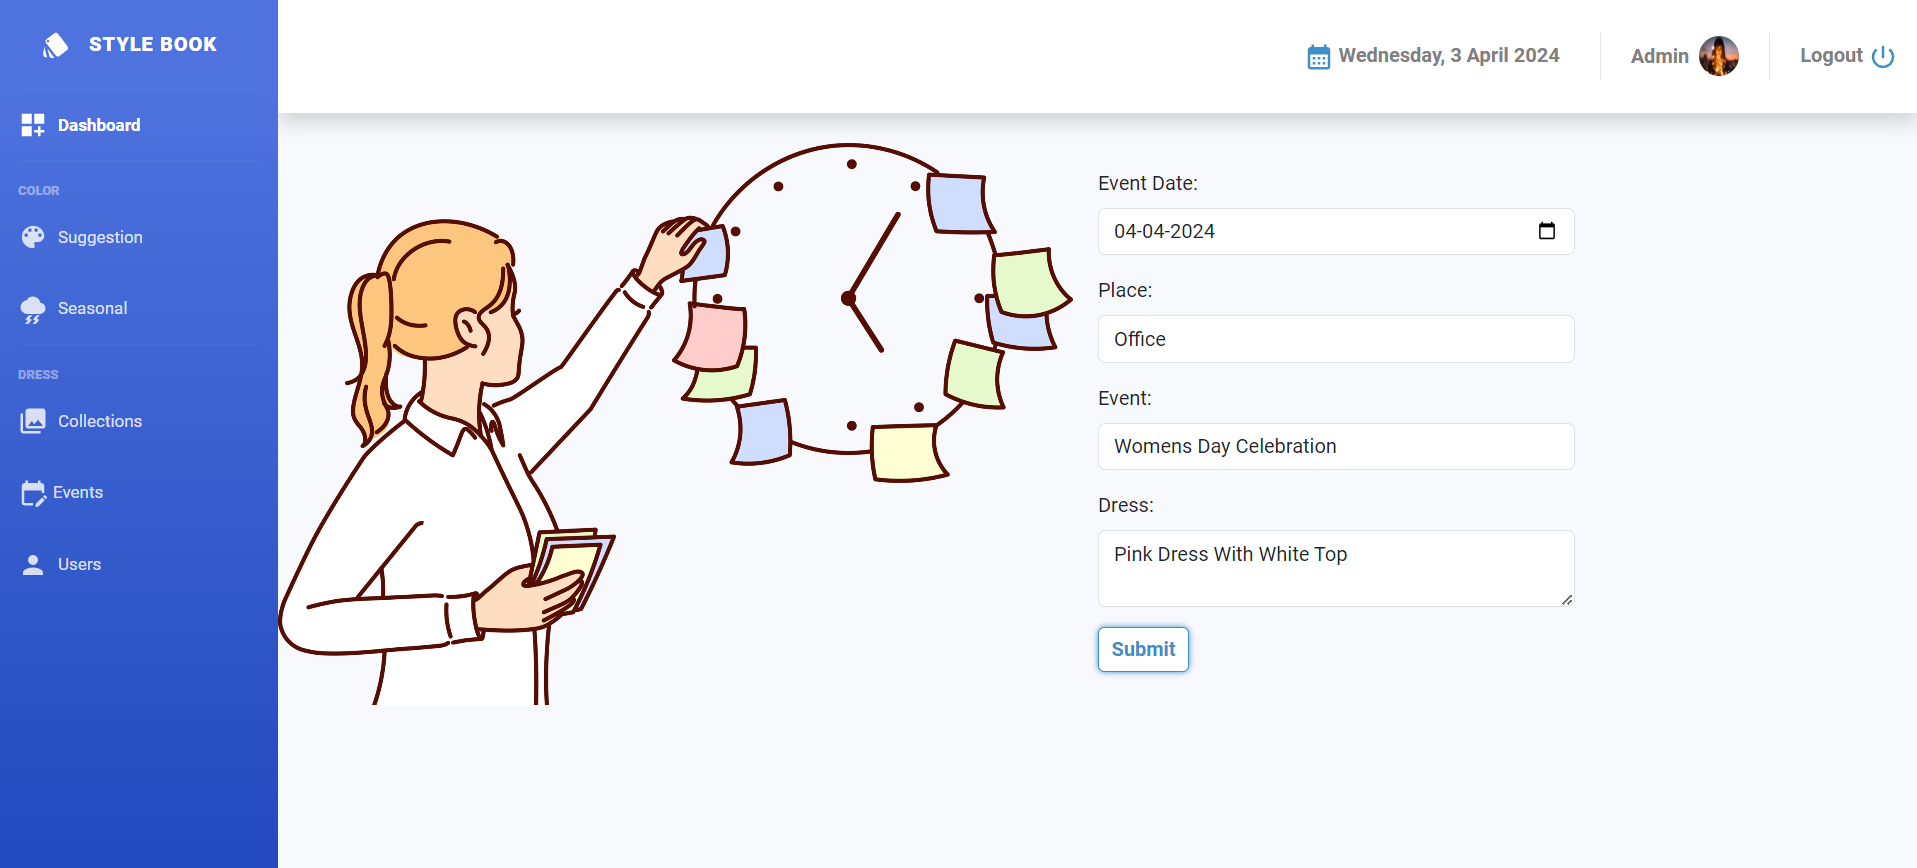 STYLE BOOK
Wednesday, 3 April 2024
Admin
Logout
Dashboard
COLOR
Suggestion
Seasonal
DRESS
Collections
Events
Users
Event Date:
04-04-2024
Place:
Office
Event:
Womens Day Celebration
Dress:
Pink Dress With White Top
Submit